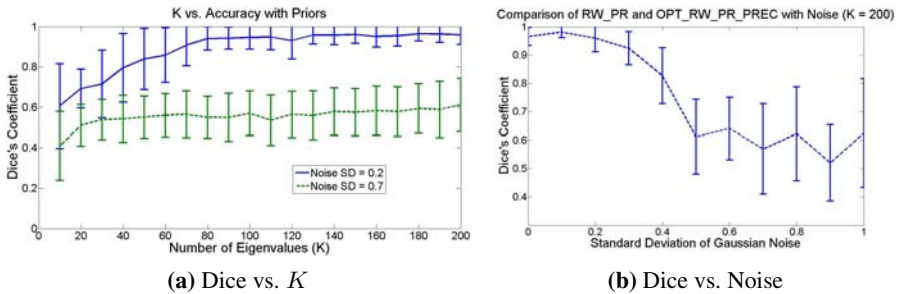 K vs. Accuracy with Priors
Dice's Coefficient
1
0.8
0.6
0.4
0.2
0
Noise SD = 0.2
Noise SD = 0.7
0 20 40 60 80 100 120 140 160 180 200
Number of Eigenvalues (K)
(a) Dice vs. K
Comparison of RW_PR and OPT_RW_PR_PREC with Noise (K = 200)
Dice's Coefficient
1
0.9
0.8
0.7
0.6
0.5
0.4
0 0.2 0.4 0.6 0.8 1
Standard Deviation of Gaussian Noise
(b) Dice vs. Noise